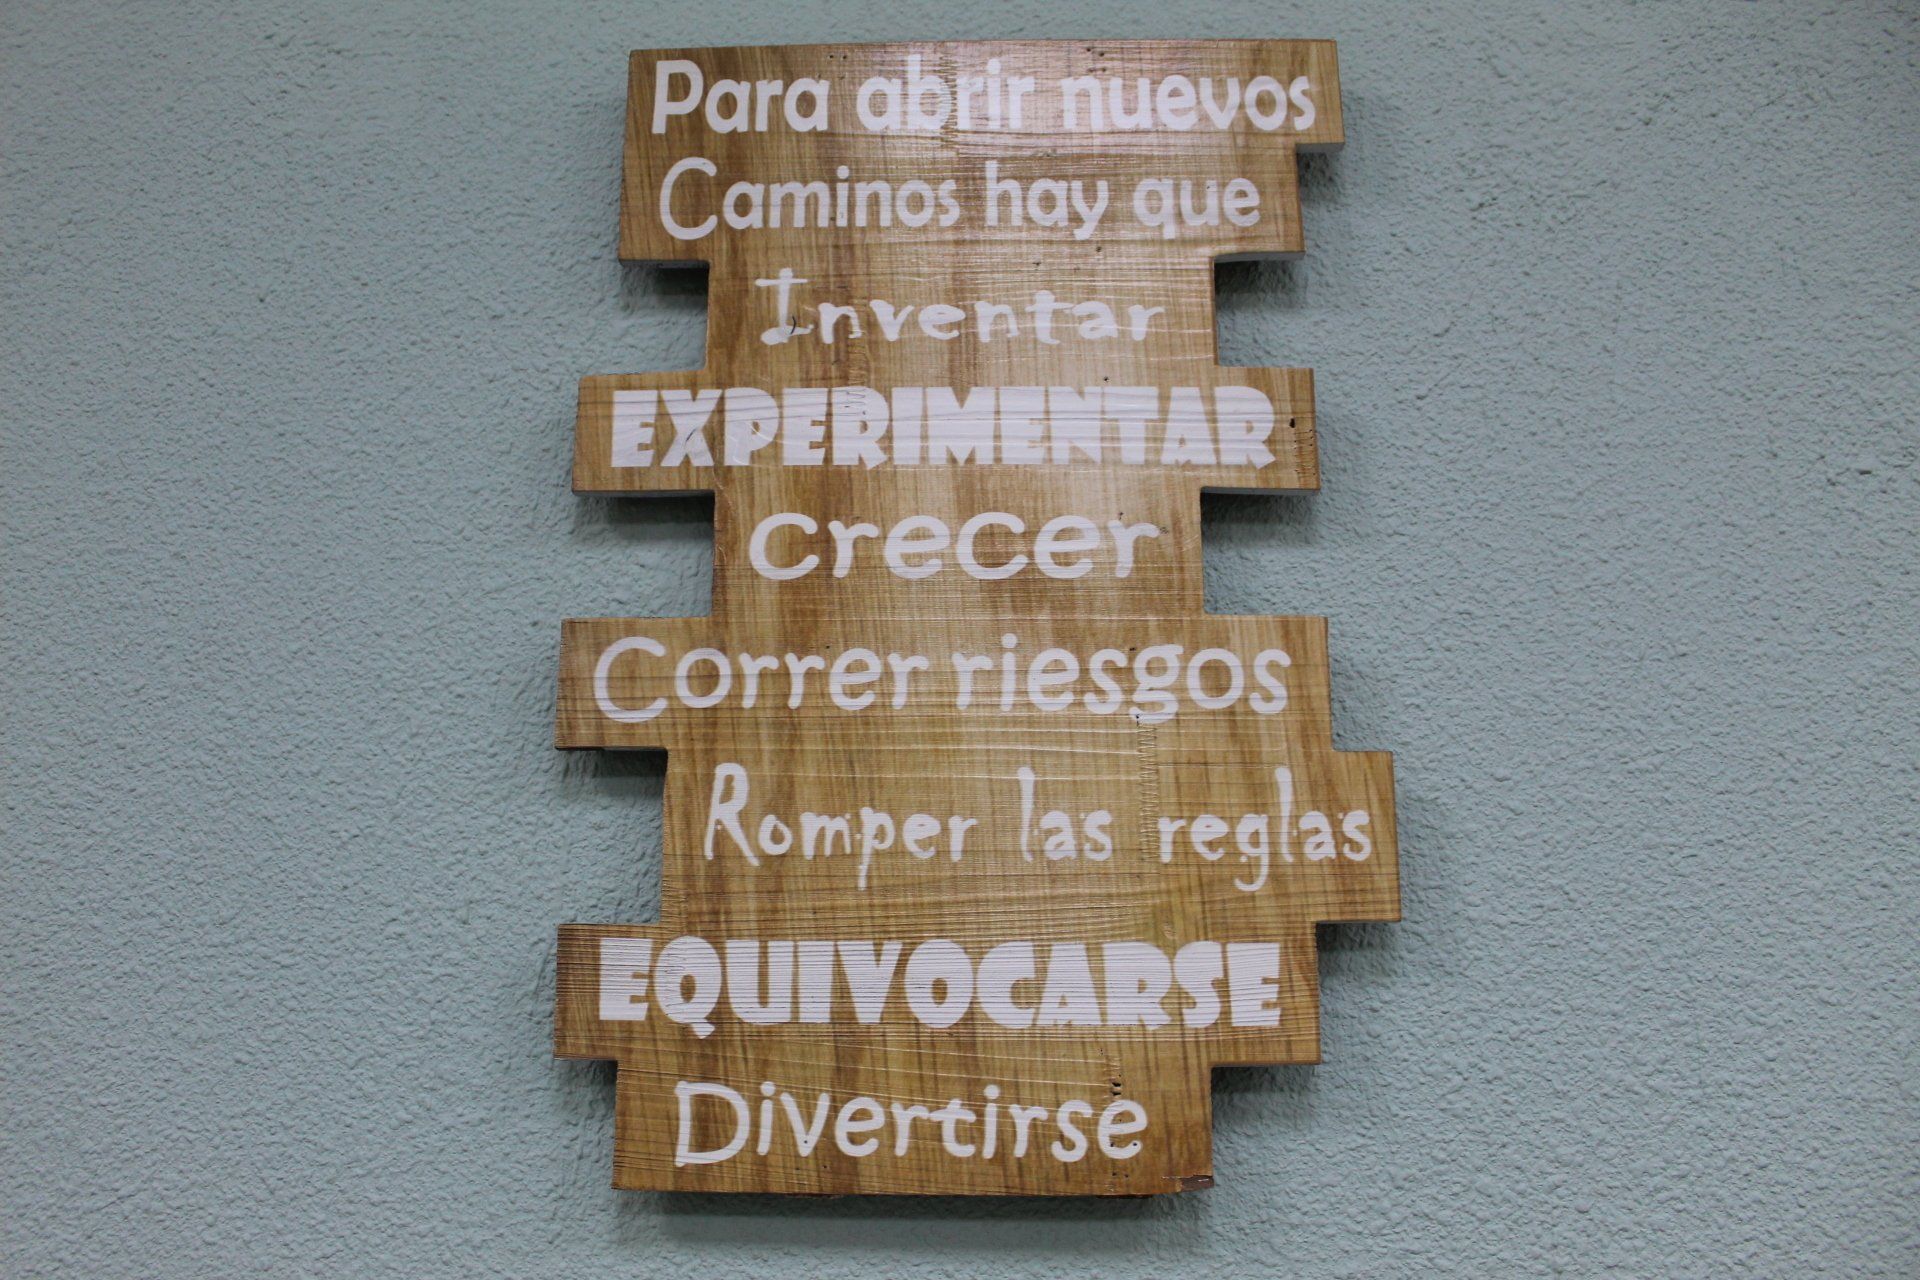 Para abrir nuevos
Caminos hay que
Inventar
EXPERIMENTAR
crecer
Correr riesgos
Romper las reglas
EQUIVOCARSE
Divertirse